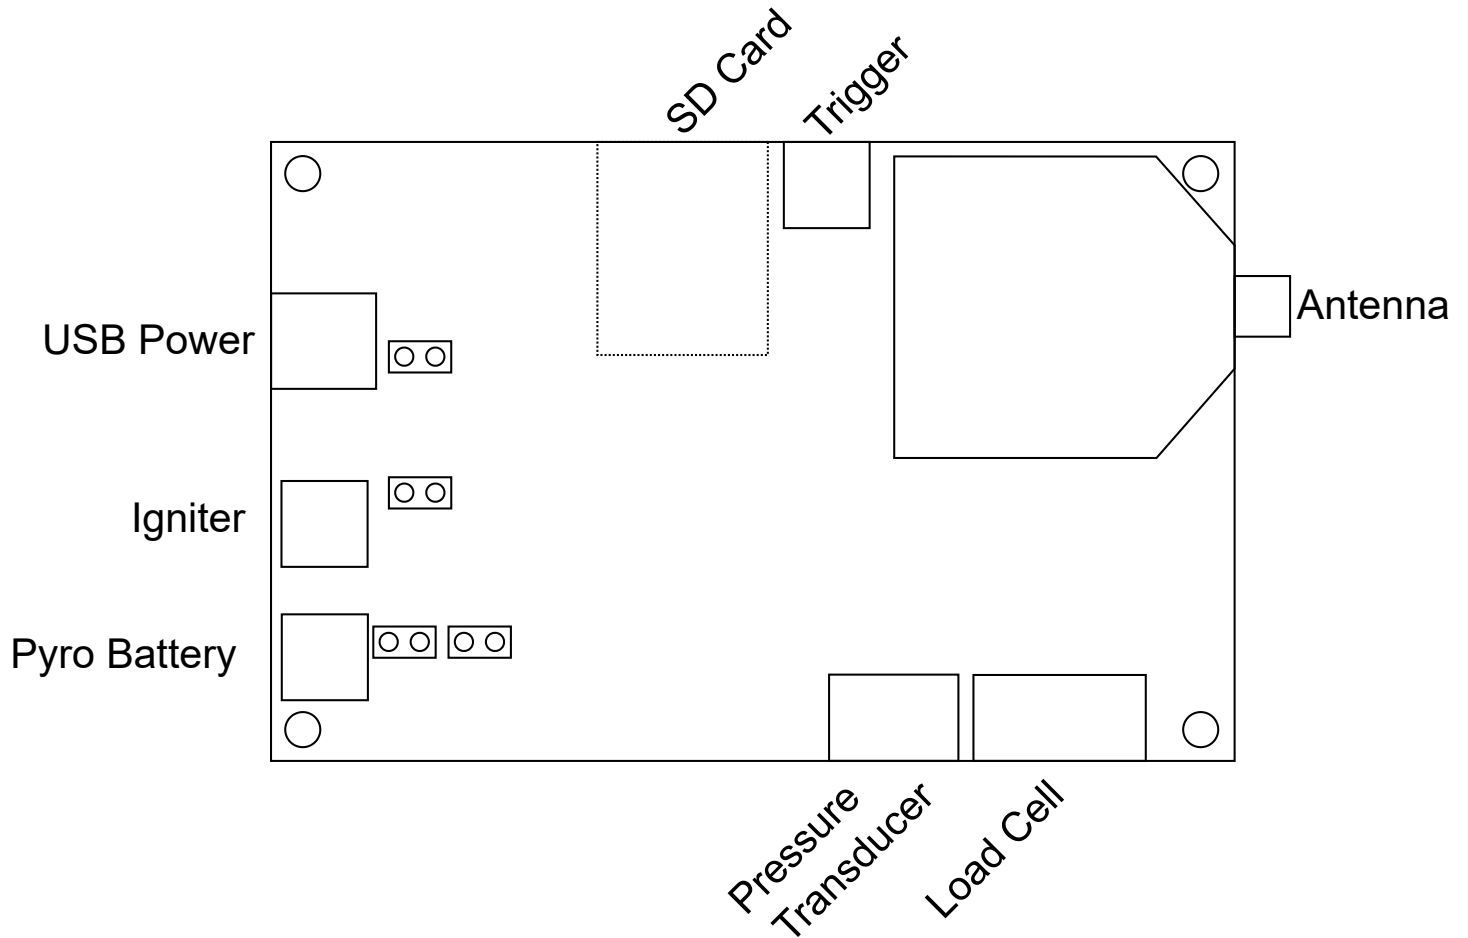 SD Card
Trigger
USB Power
Antenna
Igniter
Pyro Battery
Pressure
Transducer
Load Cell